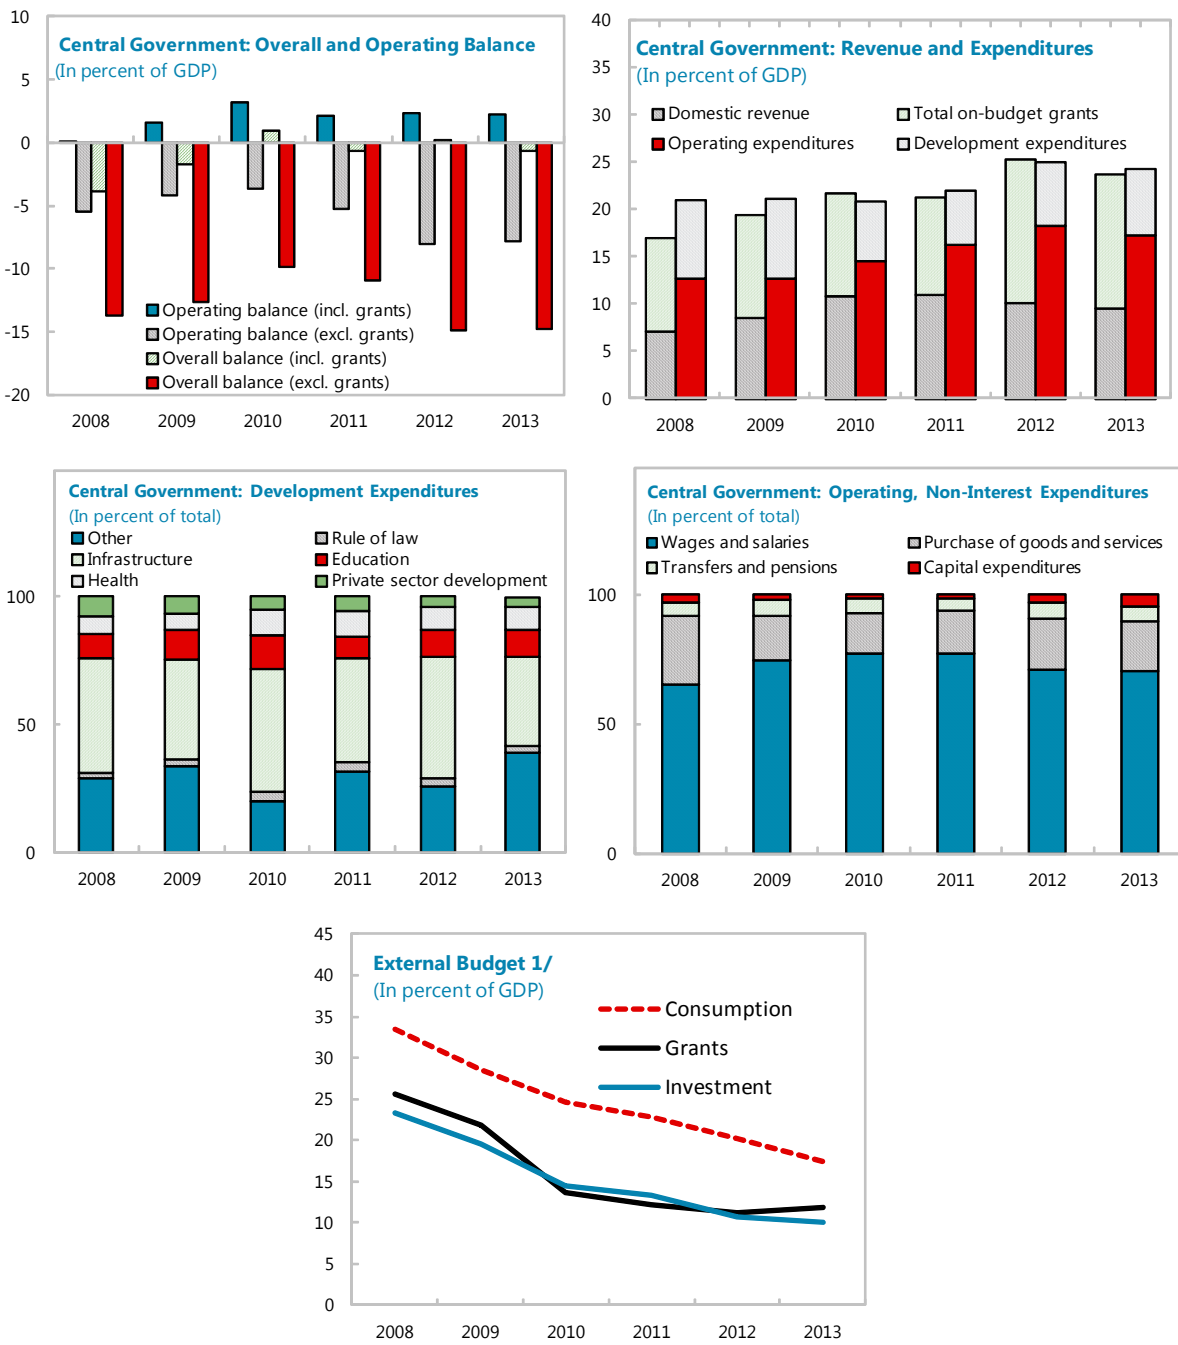 Central Government: Overall and Operating Balance
(In percent of GDP)
10
5
0
-5
-10
-15
-20
Operating balance (incl. grants)
Operating balance (excl. grants)
Overall balance (incl. grants)
Overall balance (excl. grants)
2008 2009 2010 2011 2012 2013
Central Government: Revenue and Expenditures
(In percent of GDP)
40
35
30
25
20
15
10
5
0
Domestic revenue Total on-budget grants
Operating expenditures Development expenditures
2008 2009 2010 2011 2012 2013
Central Government: Development Expenditures
(In percent of total)
Other Rule of law
Infrastructure Education
Health Private sector development
100
50
0
2008 2009 2010 2011 2012 2013
Central Government: Operating, Non-Interest Expenditures
(In percent of total)
Wages and salaries Purchase of goods and services
Transfers and pensions Capital expenditures
100
50
0
2008 2009 2010 2011 2012 2013
External Budget 1/
(In percent of GDP)
45
40
35
30
25
20
15
10
5
0
Consumption
Grants
Investment
2008 2009 2010 2011 2012 2013